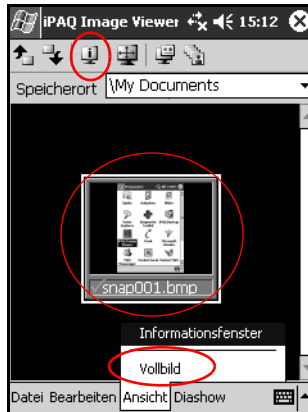 iPAQ Image Viewer 15:12
Speicherort \My Documents
snap001.bmp
Informationsfenster
Vollbild
Datei Bearbeiten Ansicht Diashow